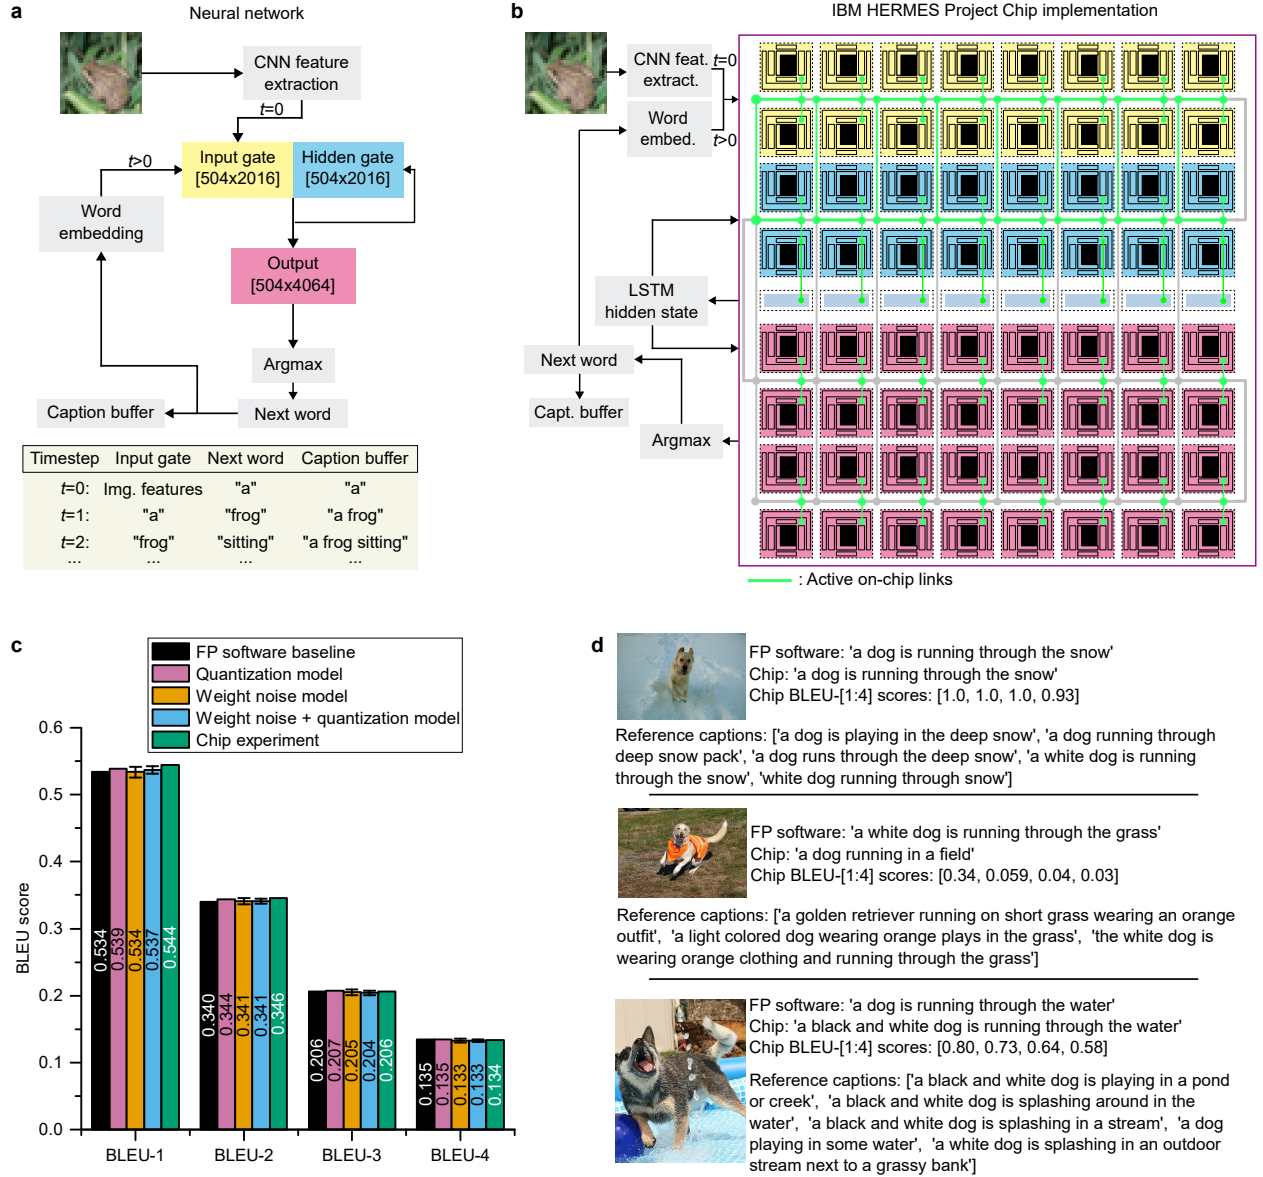 a
Neural network
CNN feature
extraction
t=0
Input gate
[504x2016]
Hidden gate
[504x2016]
t>0
Word
embedding
Output
[504x4064]
Argmax
Caption buffer
Next word
Timestep Input gate Next word Caption buffer
t=0: Img. features "a" "a"
t=1: "a" "frog" "a frog"
t=2: "frog" "sitting" "a frog sitting"
... ... ... ...
b
IBM HERMES Project Chip implementation
CNN feat.
extract.
t=0
Word
embed.
t>0
LSTM
hidden state
Next word
Capt. buffer
Argmax
: Active on-chip links
c
FP software baseline
Quantization model
Weight noise model
Weight noise + quantization model
Chip experiment
BLEU score
0.6
0.5
0.4
0.3
0.2
0.1
0.0
0.534
0.539
0.534
0.537
0.544
0.340
0.344
0.341
0.341
0.346
0.206
0.207
0.205
0.204
0.206
0.135
0.135
0.133
0.133
0.134
BLEU-1 BLEU-2 BLEU-3 BLEU-4
d
FP software: 'a dog is running through the snow'
Chip: 'a dog is running through the snow'
Chip BLEU-[1:4] scores: [1.0, 1.0, 1.0, 0.93]
Reference captions: ['a dog is playing in the deep snow', 'a dog running through
deep snow pack', 'a dog runs through the deep snow', 'a white dog is running
through the snow', 'white dog running through snow']
FP software: 'a white dog is running through the grass'
Chip: 'a dog running in a field'
Chip BLEU-[1:4] scores: [0.34, 0.059, 0.04, 0.03]
Reference captions: ['a golden retriever running on short grass wearing an orange
outfit', 'a light colored dog wearing orange plays in the grass', 'the white dog is
wearing orange clothing and running through the grass']
FP software: 'a dog is running through the water'
Chip: 'a black and white dog is running through the water'
Chip BLEU-[1:4] scores: [0.80, 0.73, 0.64, 0.58]
Reference captions: ['a black and white dog is playing in a pond
or creek', 'a black and white dog is splashing around in the
water', 'a black and white dog is splashing in a stream', 'a dog
playing in some water', 'a white dog is splashing in an outdoor
stream next to a grassy bank']